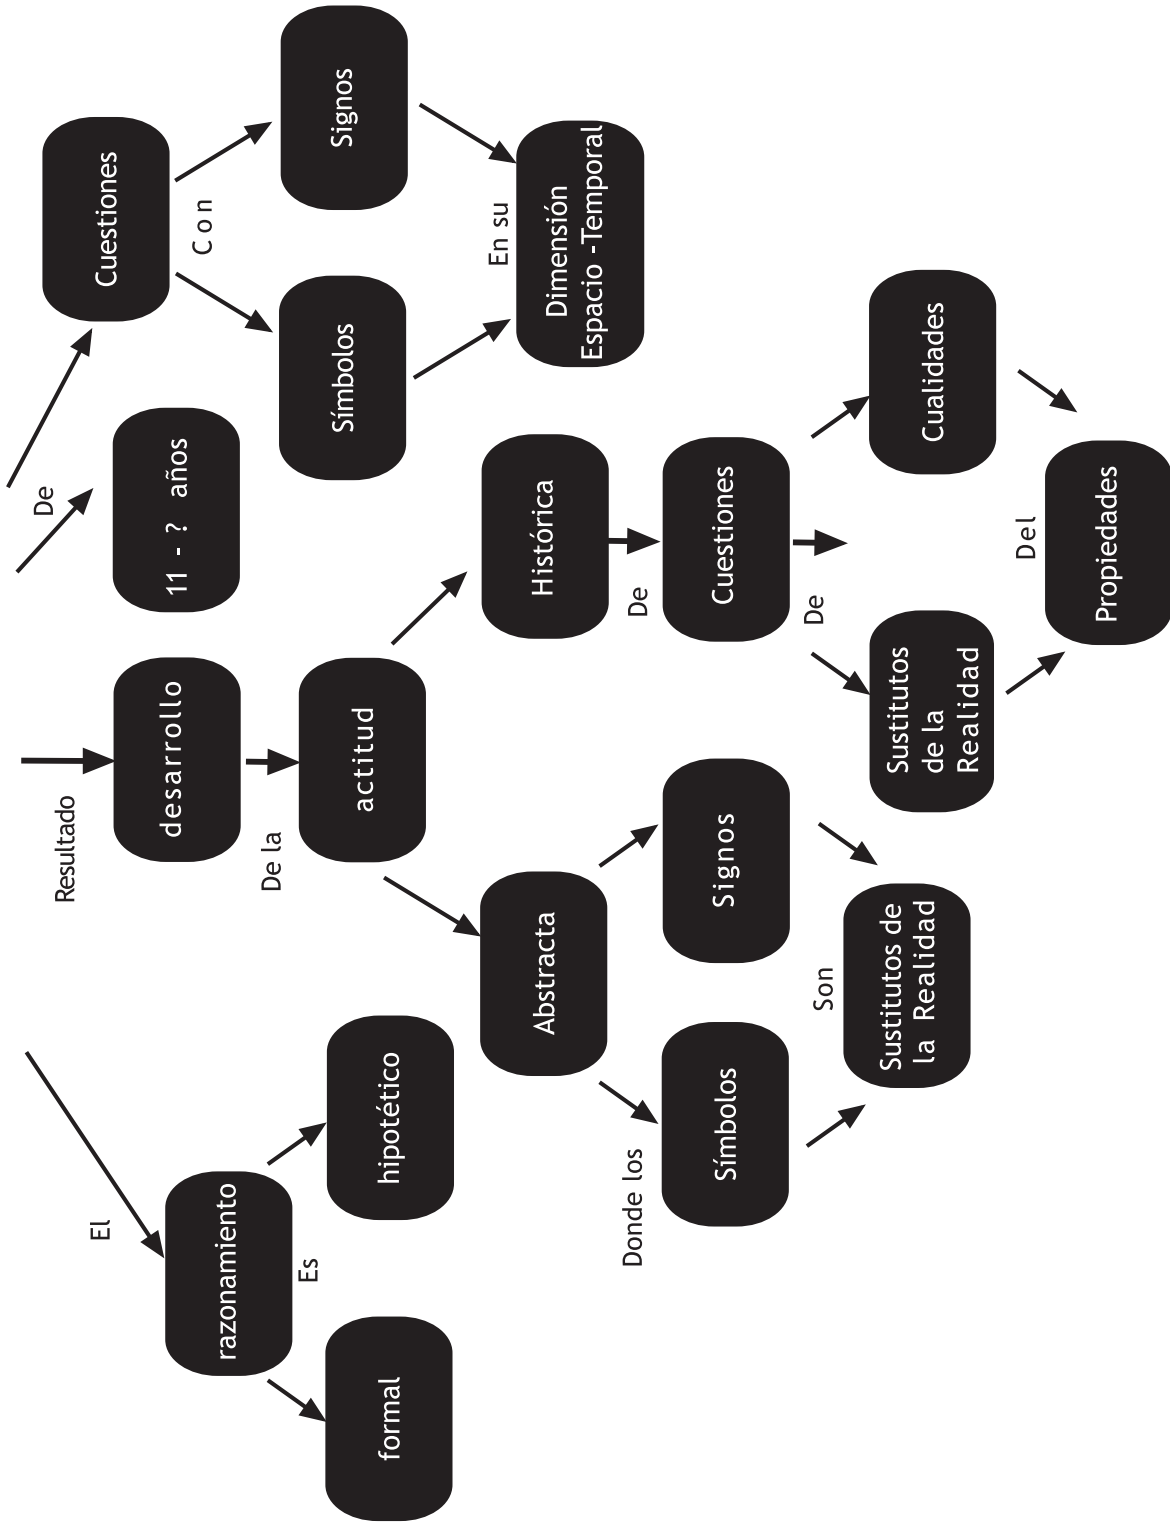 El
Resultado
De
razonamiento
desarrollo
11 - ? años
Cuestiones
Es
De la
Con
formal
hipotético
actitud
Símbolos
Signos
Abstracta
Histórica
En su
Dimensión
Espacio -Temporal
Donde los
De
Símbolos
Signos
Cuestiones
Son
De
Sustitutos de
la Realidad
Sustitutos
de la
Realidad
Cualidades
Del
Propiedades